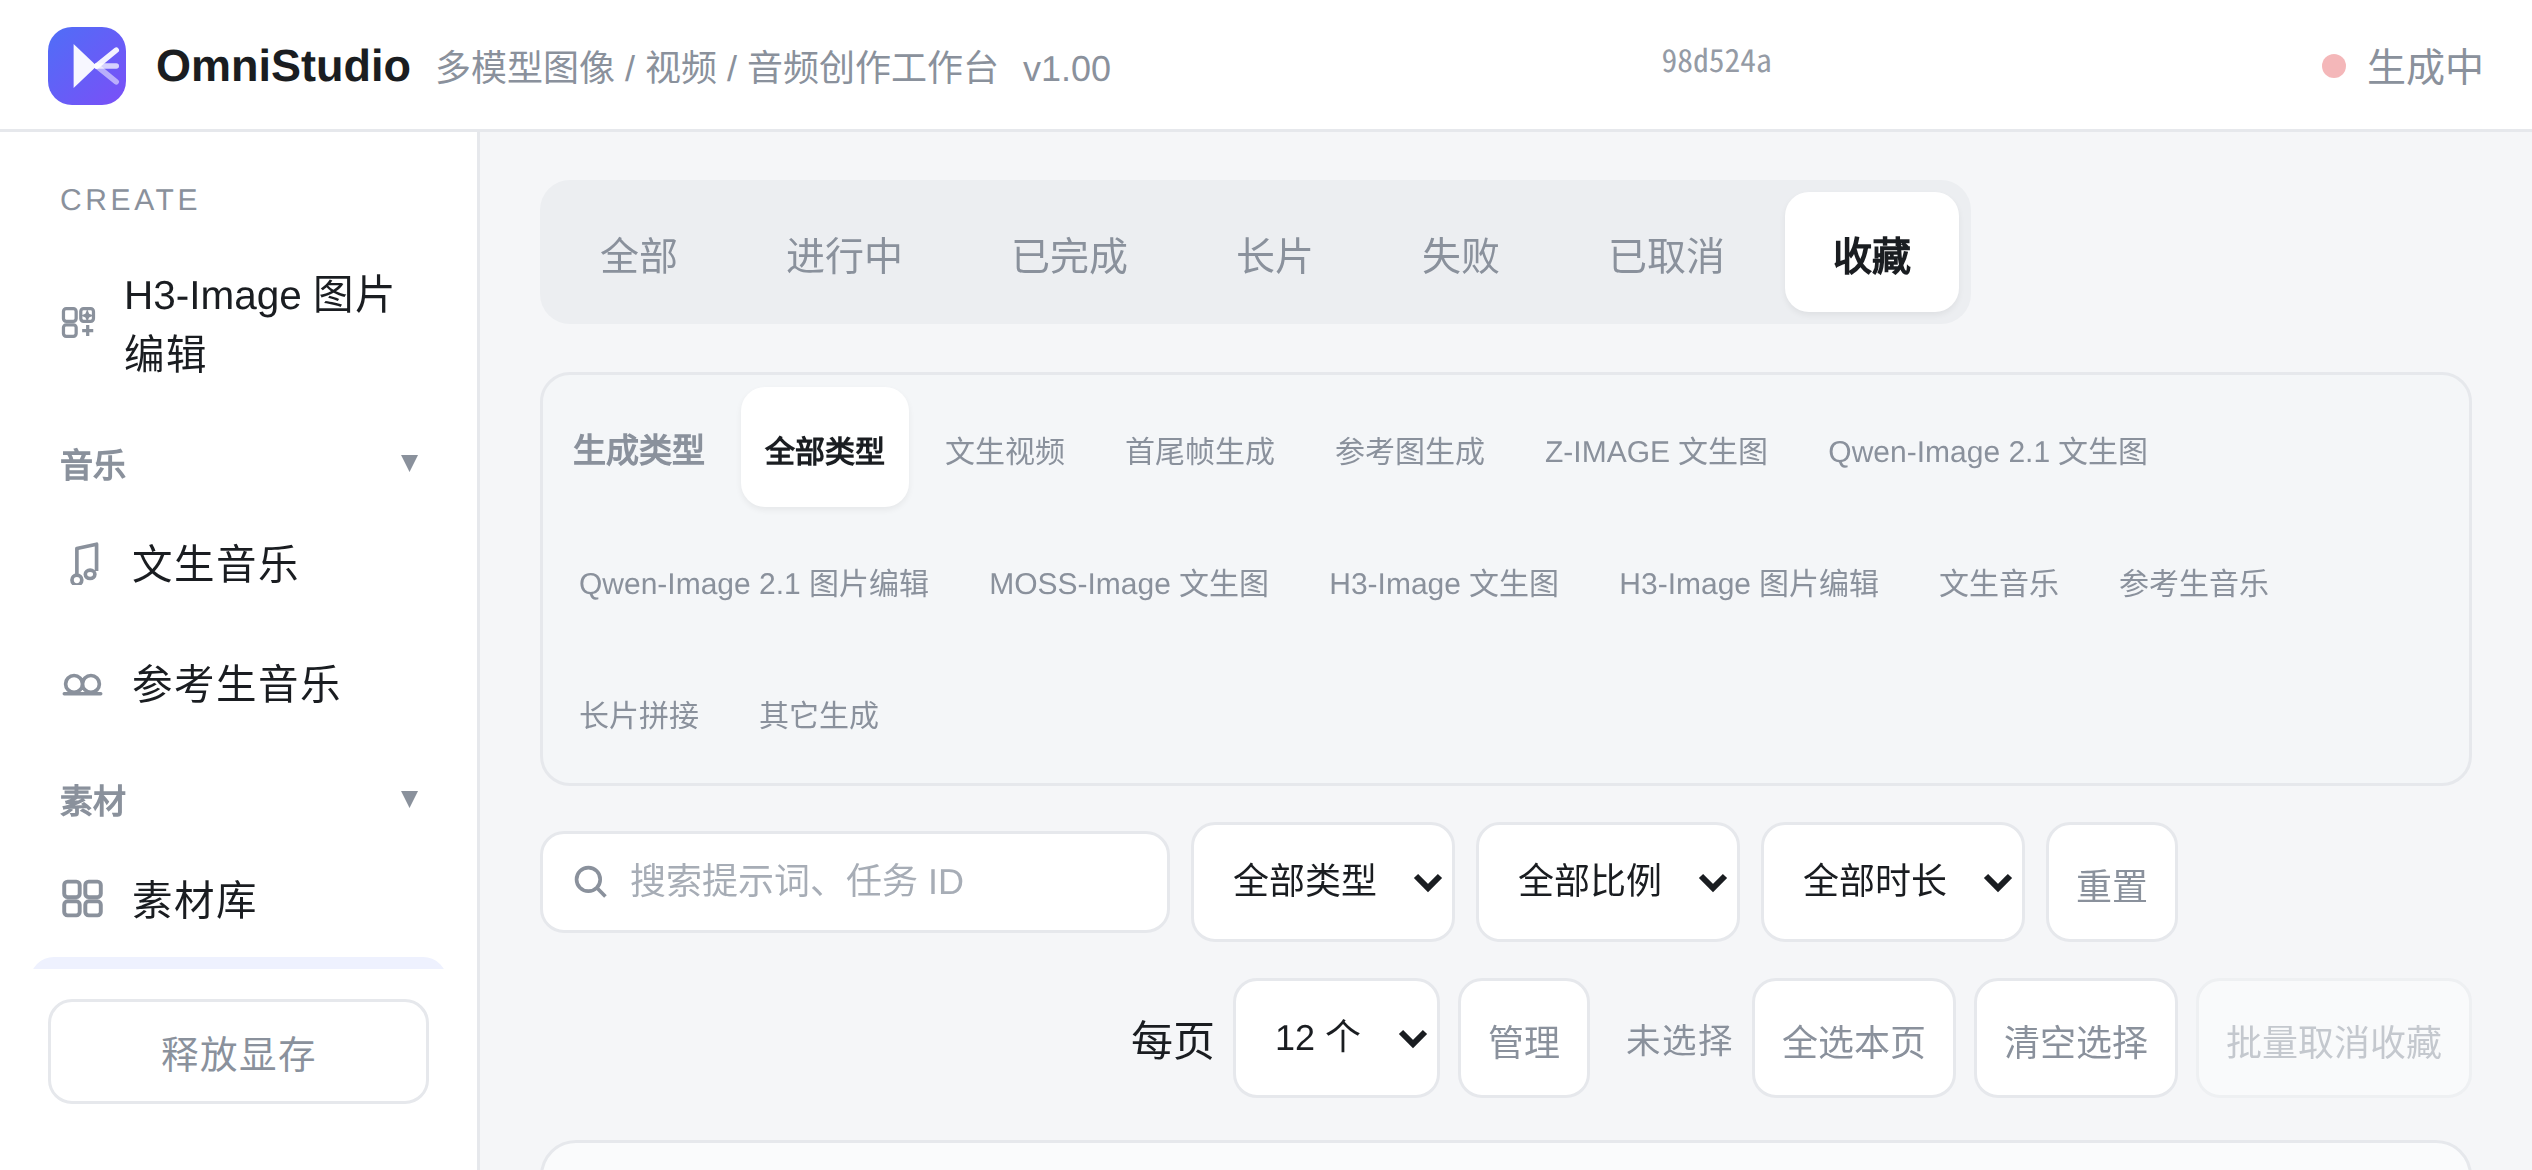 OmniStudio 多模型图像 / 视频 / 音频创作工作台 v1.00 98d524a 生成中
CREATE
H3-Image 图片
编辑
音乐 ▼
文生音乐
参考生音乐
素材 ▼
素材库
释放显存
全部 进行中 已完成 长片 失败 已取消 收藏
生成类型 全部类型 文生视频 首尾帧生成 参考图生成 Z-IMAGE 文生图 Qwen-Image 2.1 文生图
Qwen-Image 2.1 图片编辑 MOSS-Image 文生图 H3-Image 文生图 H3-Image 图片编辑 文生音乐 参考生音乐
长片拼接 其它生成
搜索提示词、任务 ID 全部类型 全部比例 全部时长 重置
每页 12 个 管理 未选择 全选本页 清空选择 批量取消收藏